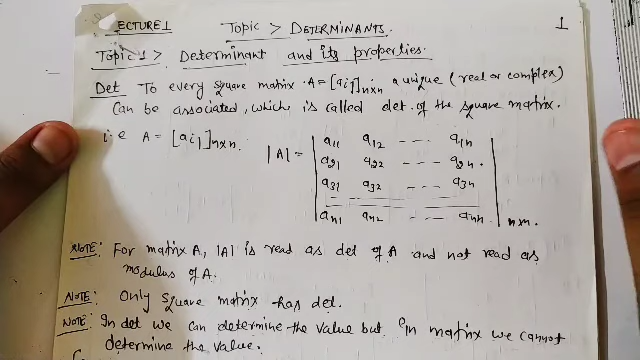 LECTURE 1
Topic > DETERMINANTS.
1
Topic 1 > Determinant and its properties.
Det To every square matrix A = [aij]n×n a unique (real or complex)
Can be associated, which is called det. of the square matrix.
i.e A = [aij]n×n. |A| =
a11 a12 ---- a1n
a21 a22 --- - a2n.
a31 a32 --- - a3n
an1 an2 --- - ann n×n.
NOTE: For matrix A, |A| is read as det of A and not read as
modulus of A.
NOTE: Only square matrix has det.
NOTE: In det we can determine the value but in matrix we cannot
determine the value.